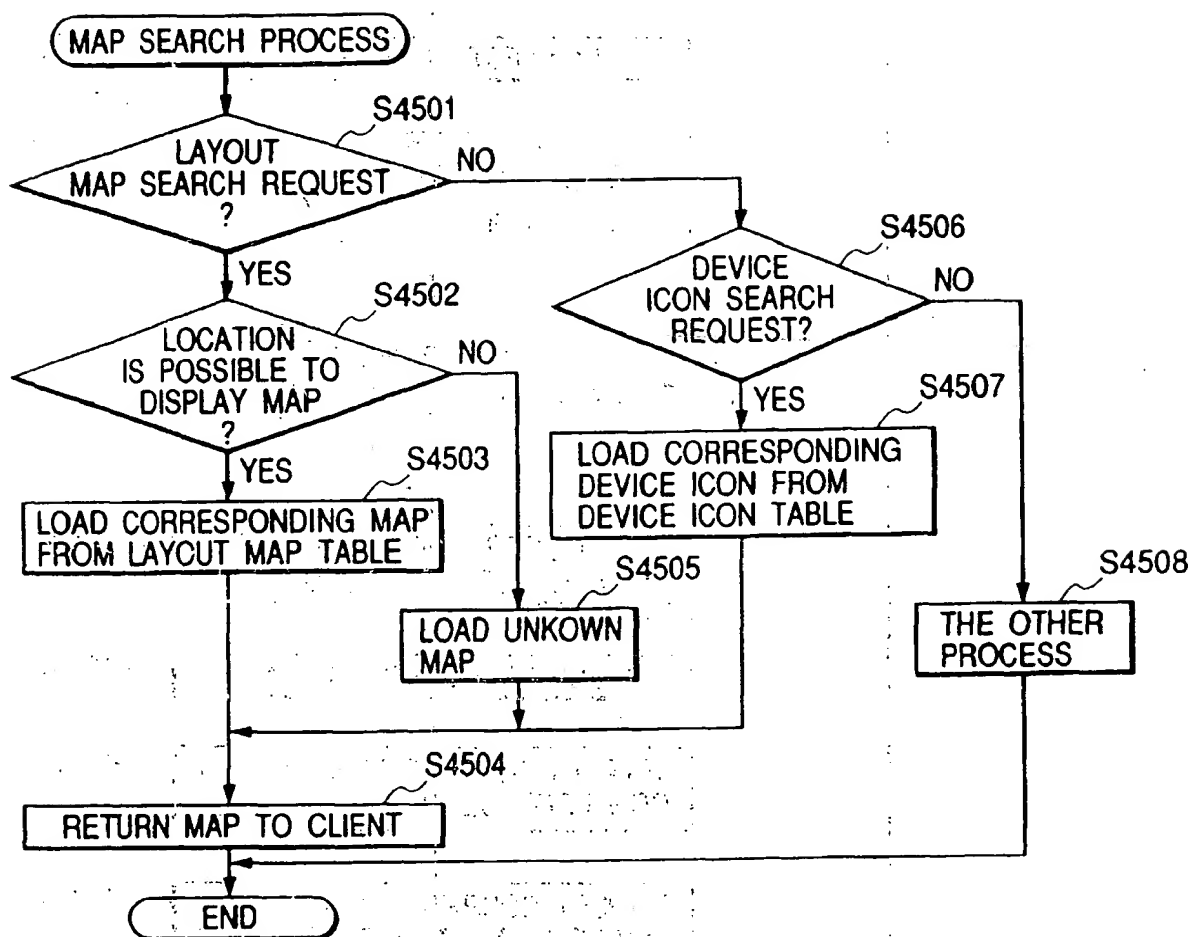 MAP SEARCH PROCESS
S4501
LAYOUT
MAP SEARCH REQUEST
?
NO
YES
S4502
LOCATION
IS POSSIBLE TO
DISPLAY MAP
?
NO
YES
S4503
LOAD CORRESPONDING MAP
FROM LAYCUT MAP TABLE
S4505
LOAD UNKOWN
MAP
S4506
DEVICE
ICON SEARCH
REQUEST?
NO
YES
S4507
LOAD CORRESPONDING
DEVICE ICON FROM
DEVICE ICON TABLE
S4508
THE OTHER
PROCESS
S4504
RETURN MAP TO CLIENT
END